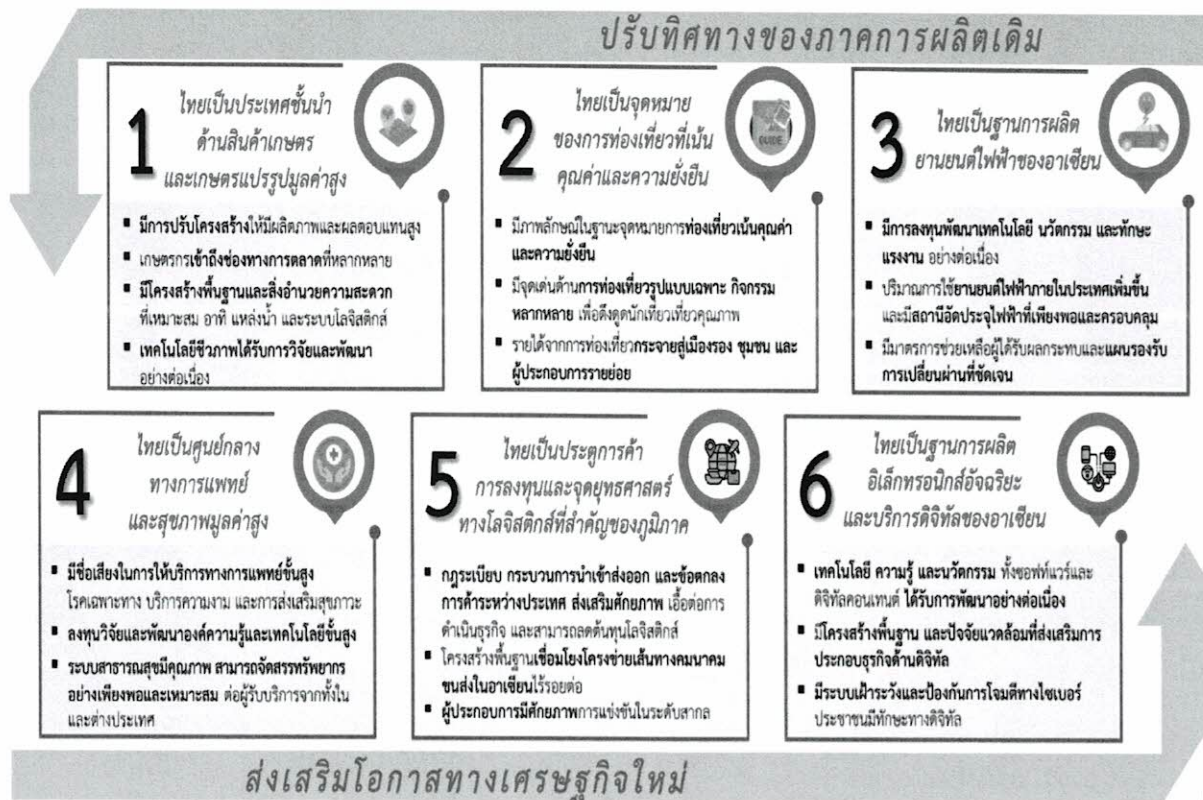 ปรับทิศทางของภาคการผลิตเดิม
1
ไทยเป็นประเทศชั้นนำ
ด้านสินค้าเกษตร
และเกษตรแปรรูปมูลค่าสูง
▪ มีการปรับโครงสร้างให้มีผลิตภาพและผลตอบแทนสูง
▪ เกษตรกรเข้าถึงช่องทางการตลาดที่หลากหลาย
▪ มีโครงสร้างพื้นฐานและสิ่งอำนวยความสะดวก
ที่เหมาะสม อาทิ แหล่งน้ำ และระบบโลจิสติกส์
▪ เทคโนโลยีชีวภาพได้รับการวิจัยและพัฒนา
อย่างต่อเนื่อง
2
ไทยเป็นจุดหมาย
ของการท่องเที่ยวที่เน้น
คุณค่าและความยั่งยืน
GUIDE
▪ มีภาพลักษณ์ในฐานะจุดหมายการท่องเที่ยวเน้นคุณค่า
และความยั่งยืน
▪ มีจุดเด่นด้านการท่องเที่ยวรูปแบบเฉพาะ กิจกรรม
หลากหลาย เพื่อดึงดูดนักเที่ยวเที่ยวคุณภาพ
▪ รายได้จากการท่องเที่ยวกระจายสู่เมืองรอง ชุมชน และ
ผู้ประกอบการรายย่อย
3
ไทยเป็นฐานการผลิต
ยานยนต์ไฟฟ้าของอาเซียน
▪ มีการลงทุนพัฒนาเทคโนโลยี นวัตกรรม และทักษะ
แรงงาน อย่างต่อเนื่อง
▪ ปริมาณการใช้ยานยนต์ไฟฟ้าภายในประเทศเพิ่มขึ้น
และมีสถานีอัดประจุไฟฟ้าที่เพียงพอและครอบคลุม
▪ มีมาตรการช่วยเหลือผู้ได้รับผลกระทบและแผนรองรับ
การเปลี่ยนผ่านที่ชัดเจน
4
ไทยเป็นศูนย์กลาง
ทางการแพทย์
และสุขภาพมูลค่าสูง
▪ มีชื่อเสียงในการให้บริการทางการแพทย์ขั้นสูง
โรคเฉพาะทาง บริการความงาม และการส่งเสริมสุขภาวะ
▪ ลงทุนวิจัยและพัฒนาองค์ความรู้และเทคโนโลยีขั้นสูง
▪ ระบบสาธารณสุขมีคุณภาพ สามารถจัดสรรทรัพยากร
อย่างเพียงพอและเหมาะสม ต่อผู้รับบริการจากทั้งใน
และต่างประเทศ
5
ไทยเป็นประตูการค้า
การลงทุนและจุดยุทธศาสตร์
ทางโลจิสติกส์ที่สำคัญของภูมิภาค
▪ กฎระเบียบ กระบวนการนำเข้าส่งออก และข้อตกลง
การค้าระหว่างประเทศ ส่งเสริมศักยภาพ เอื้อต่อการ
ดำเนินธุรกิจ และสามารถลดต้นทุนโลจิสติกส์
▪ โครงสร้างพื้นฐานเชื่อมโยงโครงข่ายเส้นทางคมนาคม
ขนส่งในอาเซียนไร้รอยต่อ
▪ ผู้ประกอบการมีศักยภาพการแข่งขันในระดับสากล
6
ไทยเป็นฐานการผลิต
อิเล็กทรอนิกส์อัจฉริยะ
และบริการดิจิทัลของอาเซียน
▪ เทคโนโลยี ความรู้ และนวัตกรรม ทั้งซอฟท์แวร์และ
ดิจิทัลคอนเทนต์ ได้รับการพัฒนาอย่างต่อเนื่อง
▪ มีโครงสร้างพื้นฐาน และปัจจัยแวดล้อมที่ส่งเสริมการ
ประกอบธุรกิจด้านดิจิทัล
▪ มีระบบเฝ้าระวังและป้องกันการโจมตีทางไซเบอร์
ประชาชนมีทักษะทางดิจิทัล
ส่งเสริมโอกาสทางเศรษฐกิจใหม่